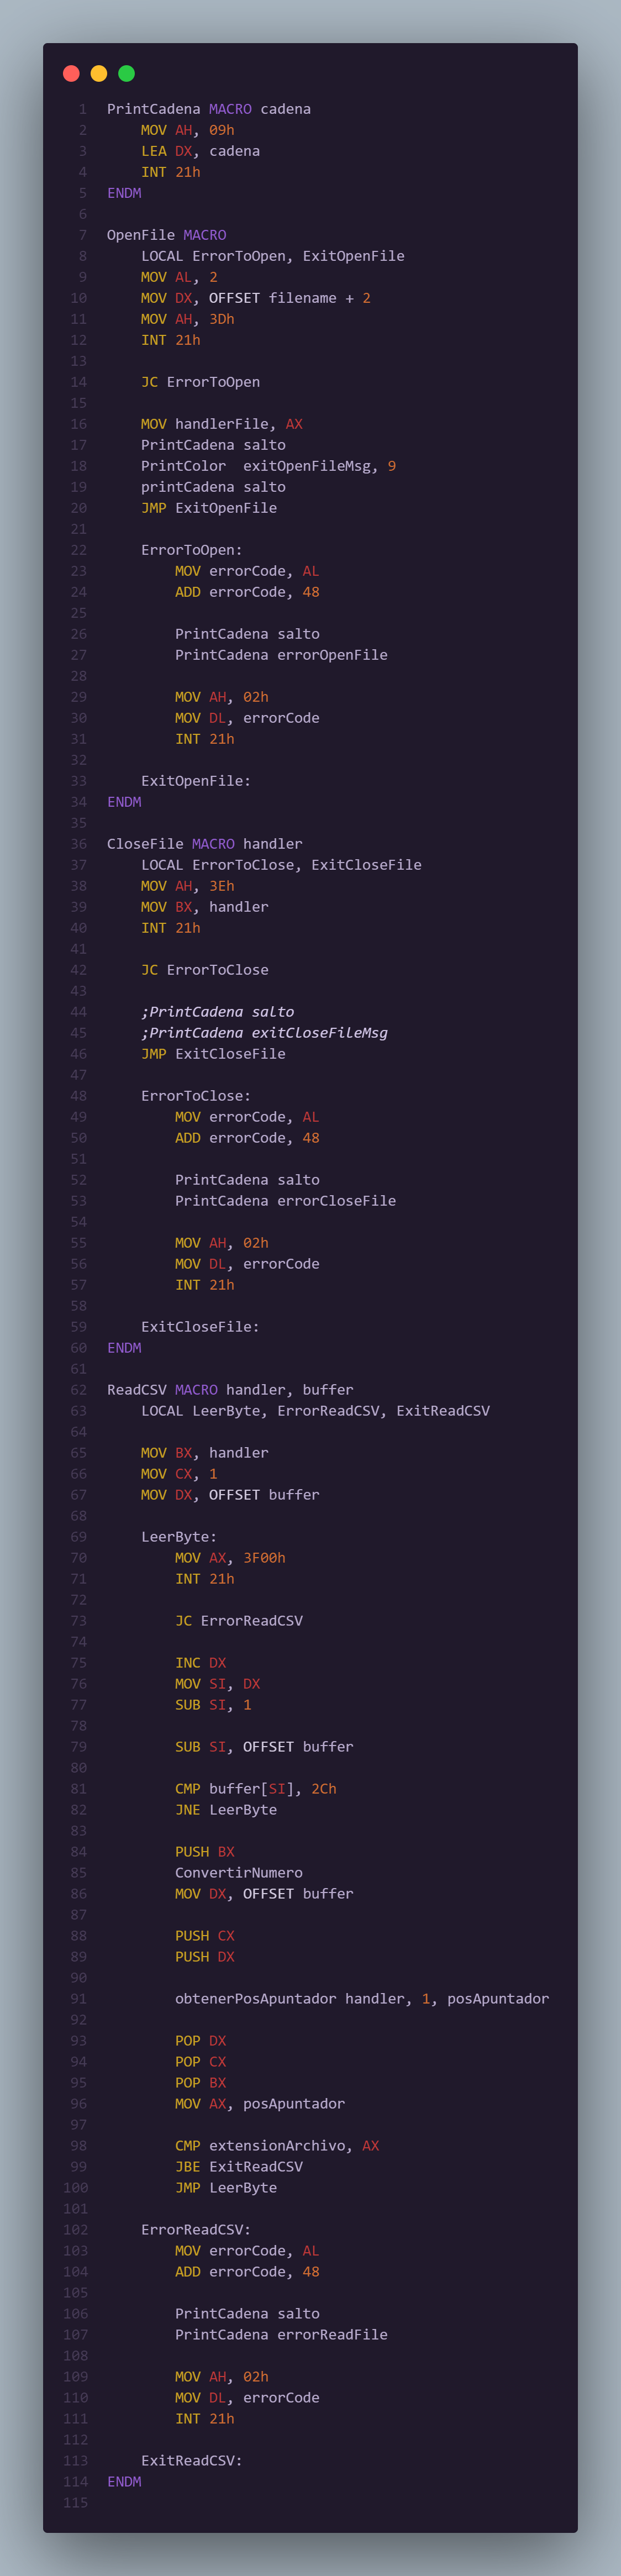 1 PrintCadena MACRO cadena
2     MOV AH, 09h
3     LEA DX, cadena
4     INT 21h
5 ENDM
6
7 OpenFile MACRO
8     LOCAL ErrorToOpen, ExitOpenFile
9     MOV AL, 2
10     MOV DX, OFFSET filename + 2
11     MOV AH, 3Dh
12     INT 21h
13
14     JC ErrorToOpen
15
16     MOV handlerFile, AX
17     PrintCadena salto
18     PrintColor  exitOpenFileMsg, 9
19     printCadena salto
20     JMP ExitOpenFile
21
22     ErrorToOpen:
23         MOV errorCode, AL
24         ADD errorCode, 48
25
26         PrintCadena salto
27         PrintCadena errorOpenFile
28
29         MOV AH, 02h
30         MOV DL, errorCode
31         INT 21h
32
33     ExitOpenFile:
34 ENDM
35
36 CloseFile MACRO handler
37     LOCAL ErrorToClose, ExitCloseFile
38     MOV AH, 3Eh
39     MOV BX, handler
40     INT 21h
41
42     JC ErrorToClose
43
44     ;PrintCadena salto
45     ;PrintCadena exitCloseFileMsg
46     JMP ExitCloseFile
47
48     ErrorToClose:
49         MOV errorCode, AL
50         ADD errorCode, 48
51
52         PrintCadena salto
53         PrintCadena errorCloseFile
54
55         MOV AH, 02h
56         MOV DL, errorCode
57         INT 21h
58
59     ExitCloseFile:
60 ENDM
61
62 ReadCSV MACRO handler, buffer
63     LOCAL LeerByte, ErrorReadCSV, ExitReadCSV
64
65     MOV BX, handler
66     MOV CX, 1
67     MOV DX, OFFSET buffer
68
69     LeerByte:
70         MOV AX, 3F00h
71         INT 21h
72
73         JC ErrorReadCSV
74
75         INC DX
76         MOV SI, DX
77         SUB SI, 1
78
79         SUB SI, OFFSET buffer
80
81         CMP buffer[SI], 2Ch
82         JNE LeerByte
83
84         PUSH BX
85         ConvertirNumero
86         MOV DX, OFFSET buffer
87
88         PUSH CX
89         PUSH DX
90
91         obtenerPosApuntador handler, 1, posApuntador
92
93         POP DX
94         POP CX
95         POP BX
96         MOV AX, posApuntador
97
98         CMP extensionArchivo, AX
99         JBE ExitReadCSV
100         JMP LeerByte
101
102     ErrorReadCSV:
103         MOV errorCode, AL
104         ADD errorCode, 48
105
106         PrintCadena salto
107         PrintCadena errorReadFile
108
109         MOV AH, 02h
110         MOV DL, errorCode
111         INT 21h
112
113     ExitReadCSV:
114 ENDM
115